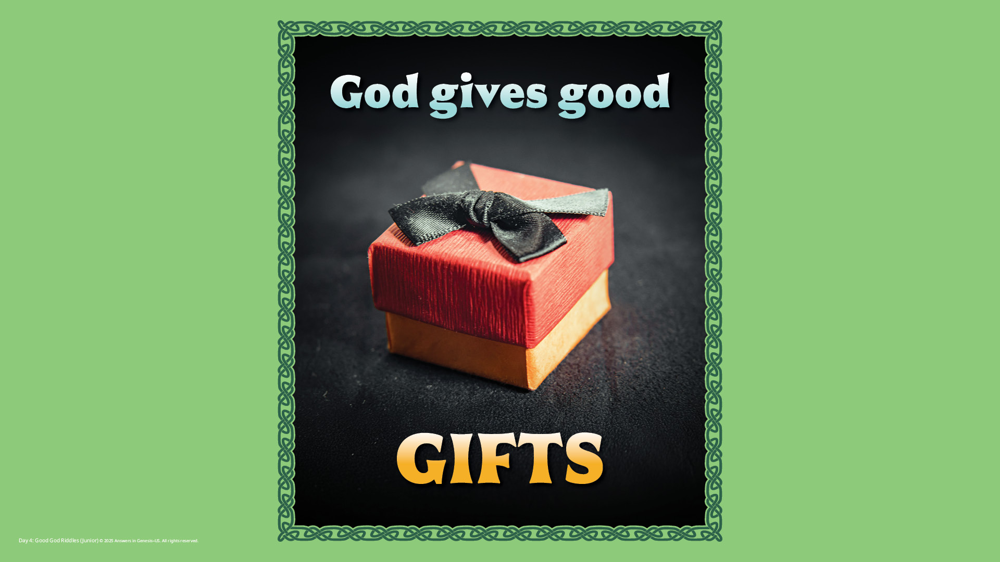 God gives good
GIFTS
Day 4: Good God Riddles (Junior) © 2025 Answers in Genesis–US. All rights reserved.